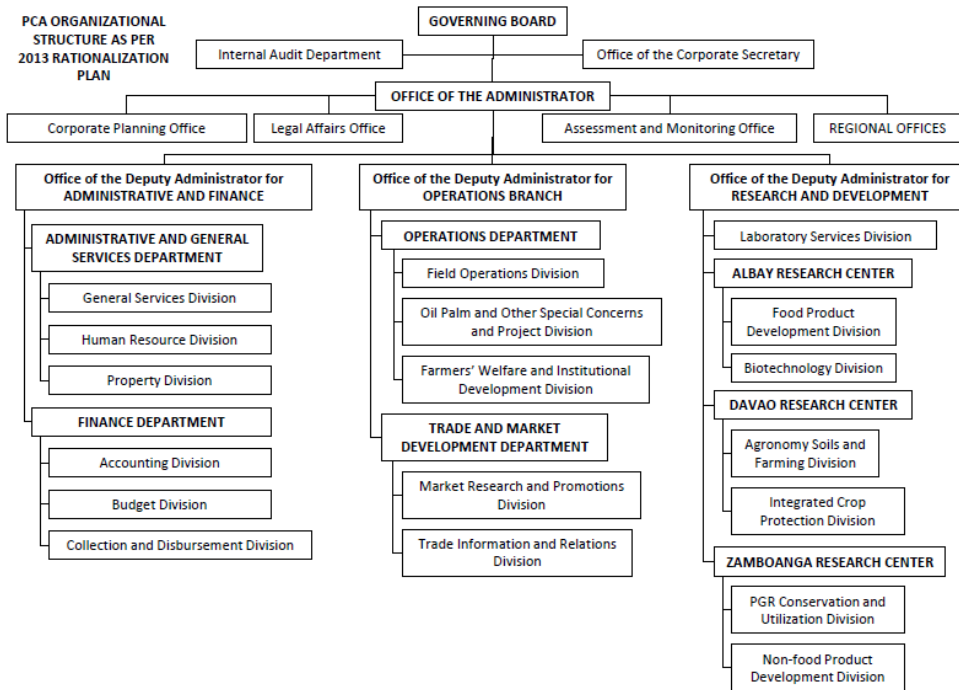 PCA ORGANIZATIONAL
STRUCTURE AS PER
2013 RATIONALIZATION
PLAN
GOVERNING BOARD
Internal Audit Department
Office of the Corporate Secretary
OFFICE OF THE ADMINISTRATOR
Corporate Planning Office
Legal Affairs Office
Assessment and Monitoring Office
REGIONAL OFFICES
Office of the Deputy Administrator for
ADMINISTRATIVE AND FINANCE
ADMINISTRATIVE AND GENERAL
SERVICES DEPARTMENT
General Services Division
Human Resource Division
Property Division
FINANCE DEPARTMENT
Accounting Division
Budget Division
Collection and Disbursement Division
Office of the Deputy Administrator for
OPERATIONS BRANCH
OPERATIONS DEPARTMENT
Field Operations Division
Oil Palm and Other Special Concerns
and Project Division
Farmers’ Welfare and Institutional
Development Division
TRADE AND MARKET
DEVELOPMENT DEPARTMENT
Market Research and Promotions
Division
Trade Information and Relations
Division
Office of the Deputy Administrator for
RESEARCH AND DEVELOPMENT
Laboratory Services Division
ALBAY RESEARCH CENTER
Food Product
Development Division
Biotechnology Division
DAVAO RESEARCH CENTER
Agronomy Soils and
Farming Division
Integrated Crop
Protection Division
ZAMBOANGA RESEARCH CENTER
PGR Conservation and
Utilization Division
Non-food Product
Development Division